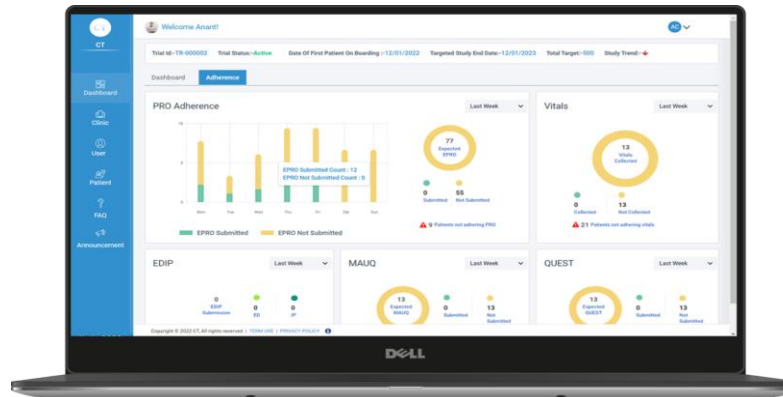 CT
Dashboard
Clinic
User
Patient
FAQ
Announcement
Welcome Anant!
AC
Trial Id:-TR-000002 Trial Status:-Active Date Of First Patient On Boarding :-12/01/2022 Targeted Study End Date:-12/01/2023 Total Target:-500 Study Trend:-
Dashboard Adherence
PRO Adherence Last Week
Mon Tue Wed Thu Fri Sat Sun
EPRO Submitted Count : 12
EPRO Not Submitted Count : 0
EPRO Submitted EPRO Not Submitted
77
Expected
EPRO
0 55
Submitted Not Submitted
9 Patients not adhering PRO
Vitals Last Week
13
Vitals
Collected
0 13
Collected Not Collected
21 Patients not adhering vitals
EDIP Last Week
0
EDIP
Submission
0 0
ED IP
MAUQ Last Week
13
Expected
MAUQ
0 13
Submitted Not
Submitted
QUEST Last Week
13
Expected
QUEST
0 13
Submitted Not
Submitted
Copyright © 2022 CT, All rights reserved | TERM USE | PRIVACY POLICY
DELL